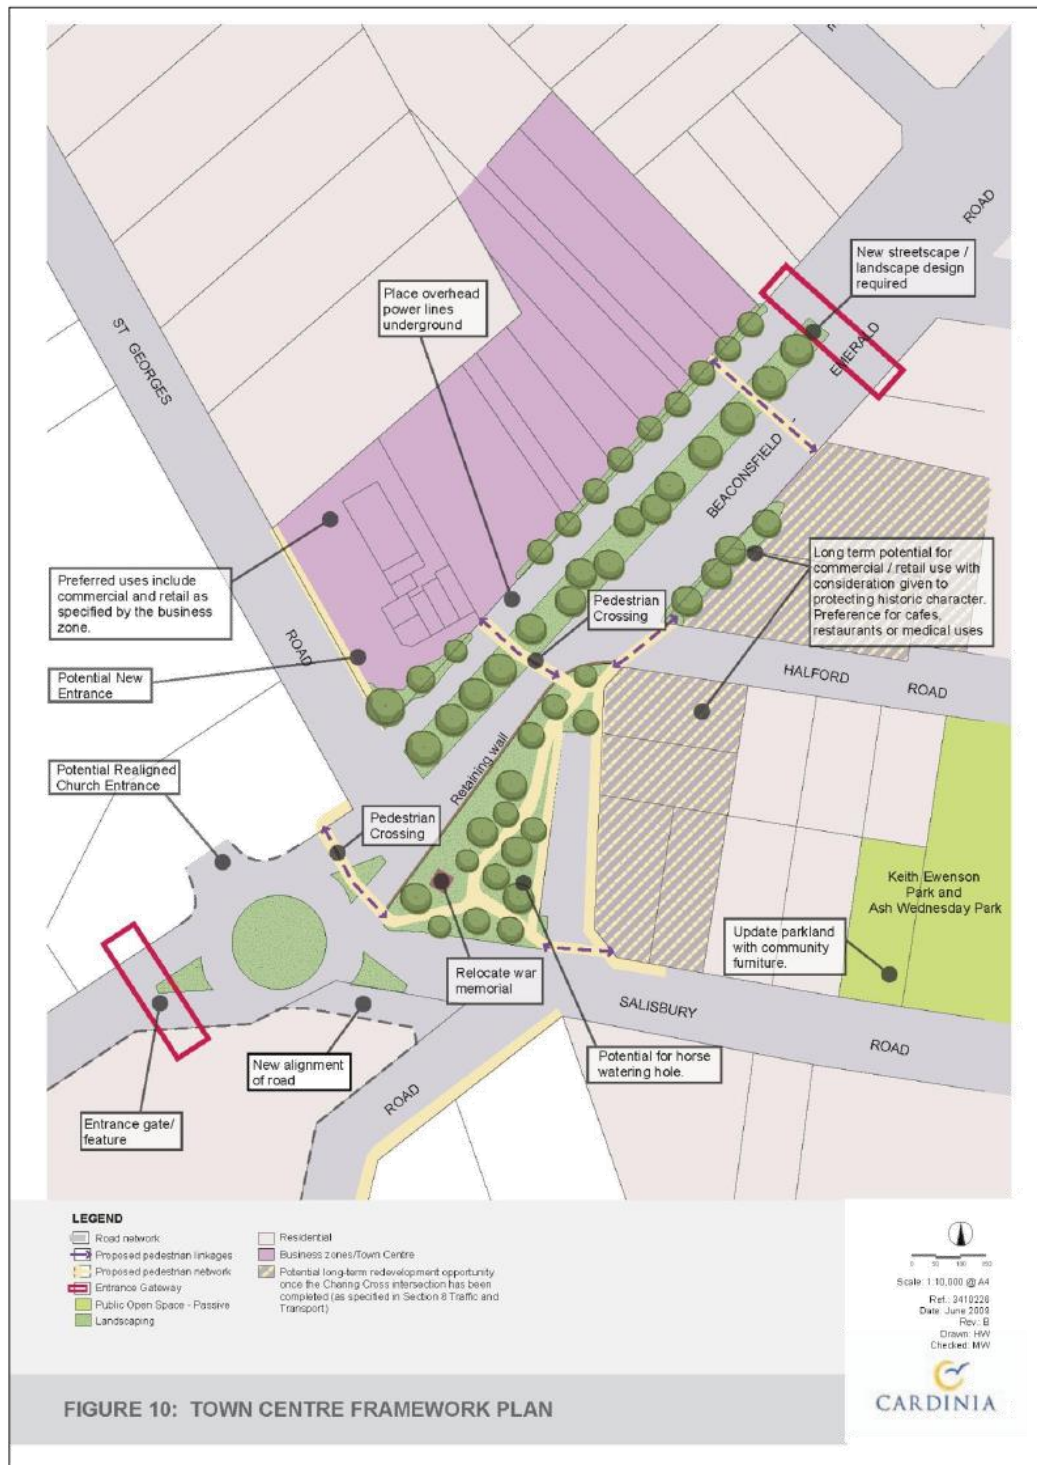 ROAD
New streetscape /
landscape design
required
Place overhead
power lines
underground
EMERALD
ST GEORGES
BEACONSFIELD
Long term potential for
commercial / retail use with
consideration given to
protecting historic character.
Preference for cafes,
restaurants or medical uses
Preferred uses include
commercial and retail as
specified by the business
zone.
Pedestrian
Crossing
ROAD
Potential New
Entrance
HALFORD
ROAD
Retaining wall
Potential Realigned
Church Entrance
Pedestrian
Crossing
Keith Ewenson
Park and
Ash Wednesday Park
Update parkland
with community
furniture.
Relocate war
memorial
SALISBURY
ROAD
New alignment
of road
Potential for horse
watering hole.
ROAD
Entrance gate/
feature
LEGEND
Road network
Proposed pedestrian linkages
Proposed pedestrian network
Entrance Gateway
Public Open Space - Passive
Landscaping
Residential
Business zones/Town Centre
Potential long-term redevelopment opportunity
once the Charing Cross intersection has been
completed (as specified in Section 8 Traffic and
Transport)
0 50 100 150
Scale: 1:10,000 @ A4
Ref.: 3410226
Date: June 2009
Rev.: B
Drawn: HW
Checked: MW
CARDINIA
FIGURE 10: TOWN CENTRE FRAMEWORK PLAN